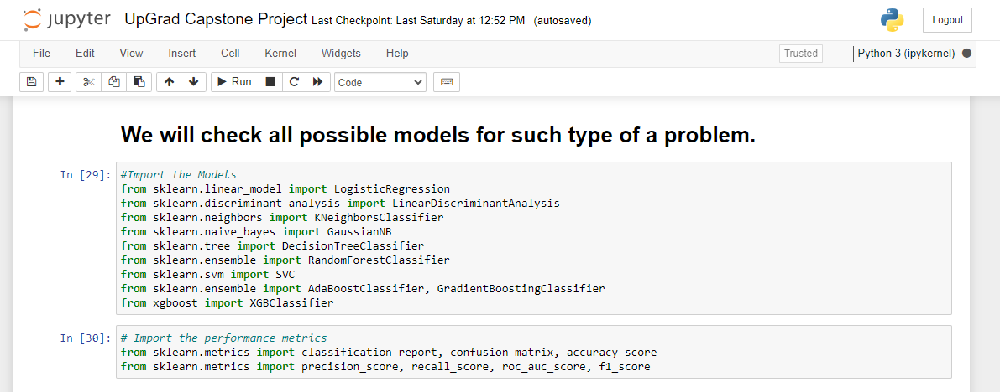 jupyter UpGrad Capstone Project Last Checkpoint: Last Saturday at 12:52 PM (autosaved) Logout
File Edit View Insert Cell Kernel Widgets Help Trusted Python 3 (ipykernel)
Run Code
We will check all possible models for such type of a problem.
In [29]: #Import the Models
from sklearn.linear_model import LogisticRegression
from sklearn.discriminant_analysis import LinearDiscriminantAnalysis
from sklearn.neighbors import KNeighborsClassifier
from sklearn.naive_bayes import GaussianNB
from sklearn.tree import DecisionTreeClassifier
from sklearn.ensemble import RandomForestClassifier
from sklearn.svm import SVC
from sklearn.ensemble import AdaBoostClassifier, GradientBoostingClassifier
from xgboost import XGBClassifier
In [30]: # Import the performance metrics
from sklearn.metrics import classification_report, confusion_matrix, accuracy_score
from sklearn.metrics import precision_score, recall_score, roc_auc_score, f1_score